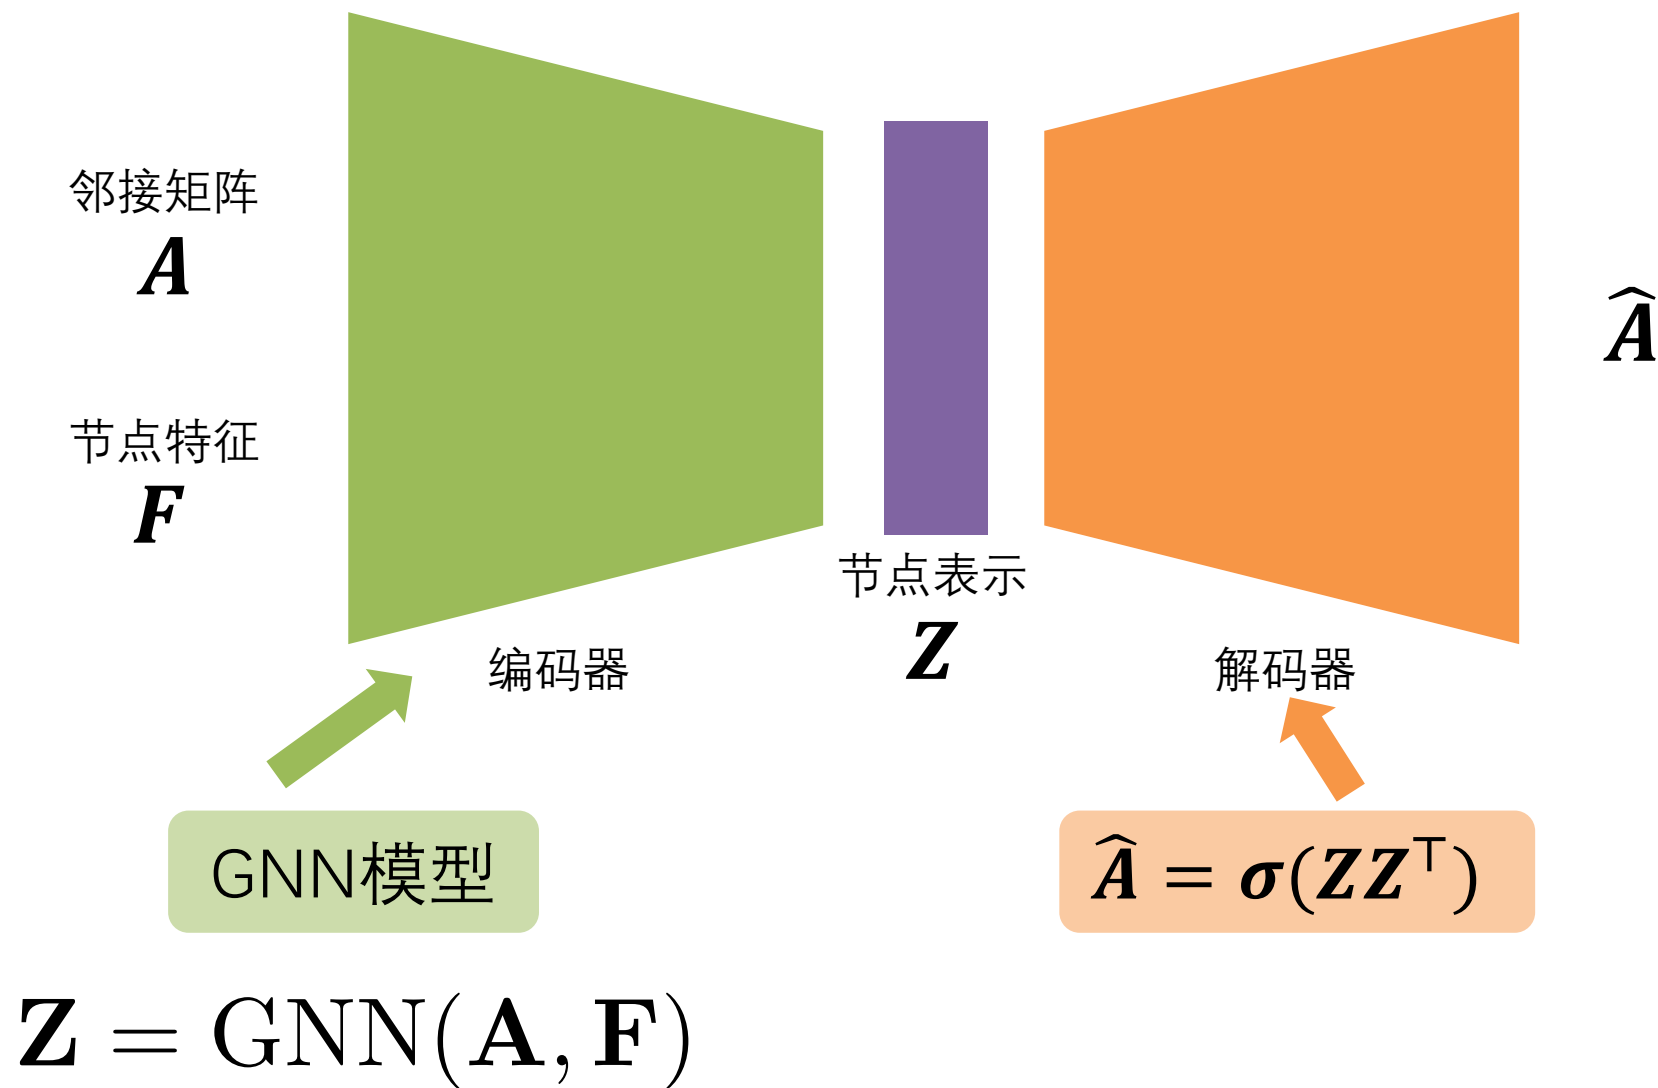 邻接矩阵
A
节点特征
F
编码器
节点表示
Z
解码器
Â
GNN模型
Â = σ(ZZ⊤)
Z = GNN(A, F)